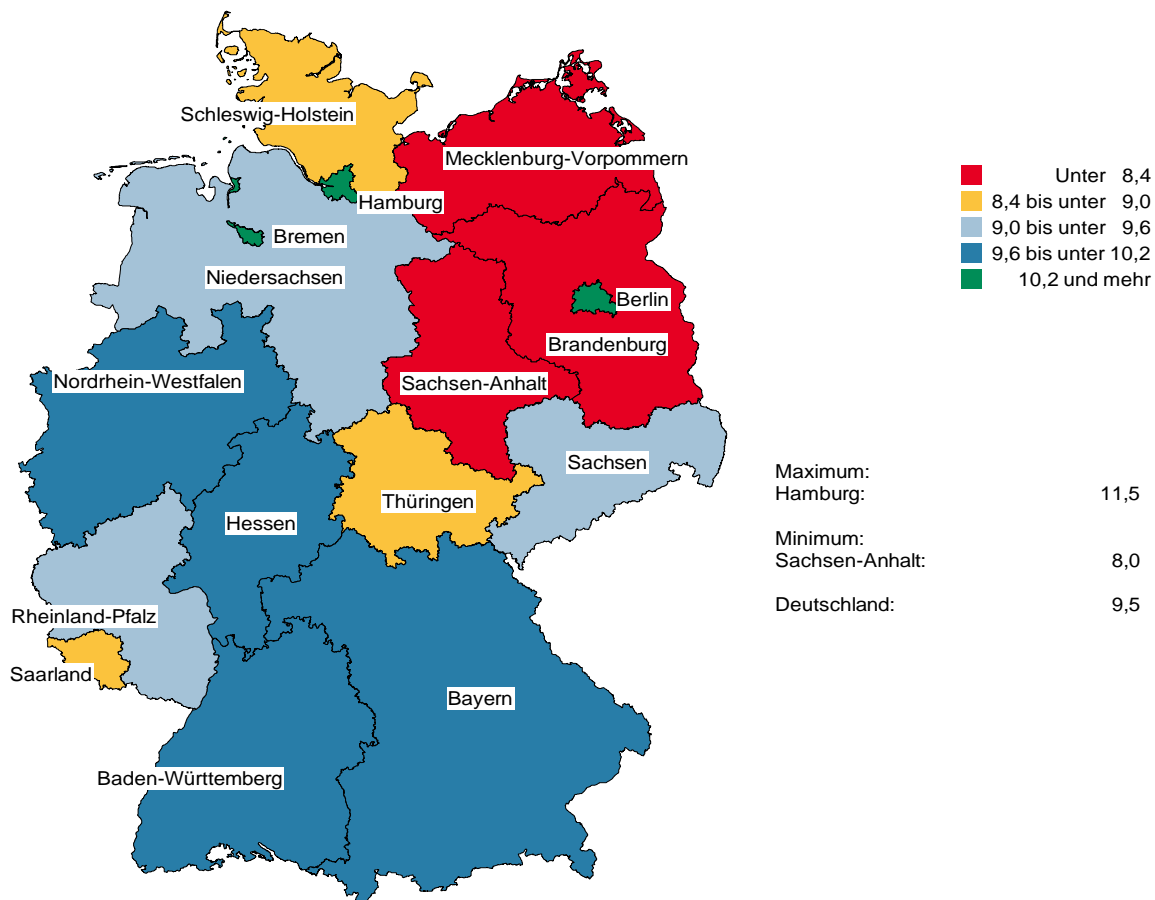 Schleswig-Holstein
Mecklenburg-Vorpommern
Hamburg
Bremen
Niedersachsen
Berlin
Brandenburg
Nordrhein-Westfalen
Sachsen-Anhalt
Sachsen
Thüringen
Hessen
Rheinland-Pfalz
Saarland
Bayern
Baden-Württemberg
Unter 8,4
8,4 bis unter 9,0
9,0 bis unter 9,6
9,6 bis unter 10,2
10,2 und mehr
Maximum:
Hamburg: 11,5
Minimum:
Sachsen-Anhalt: 8,0
Deutschland: 9,5